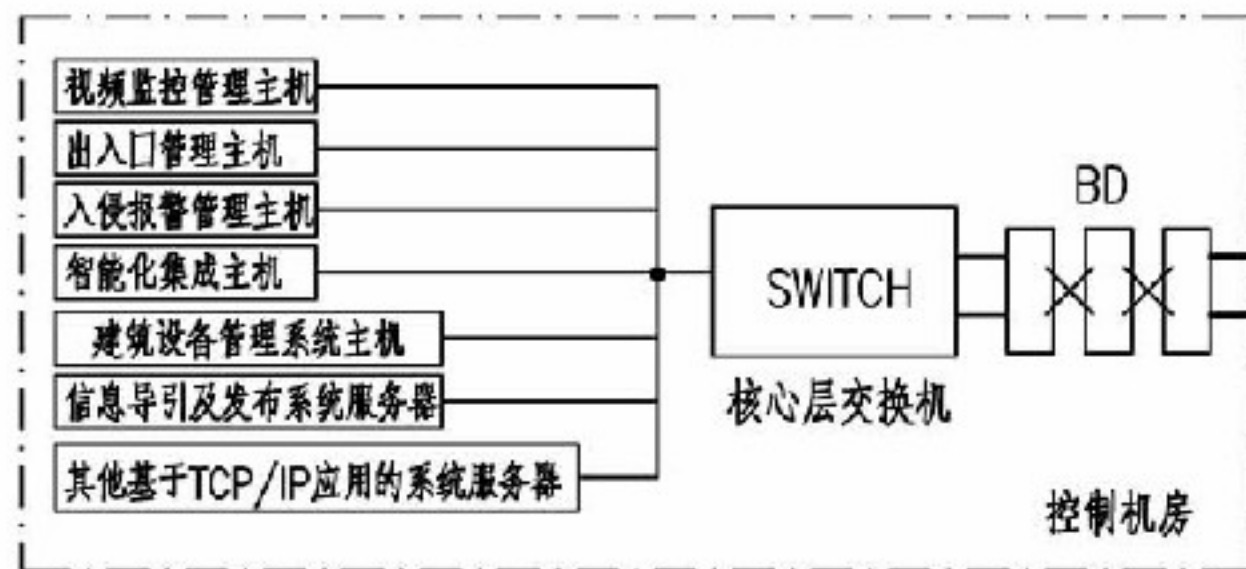 视频监控管理主机
出入口管理主机
入侵报警管理主机
智能化集成主机
建筑设备管理系统主机
信息导引及发布系统服务器
其他基于TCP/IP应用的系统服务器
SWITCH
核心层交换机
BD
控制机房